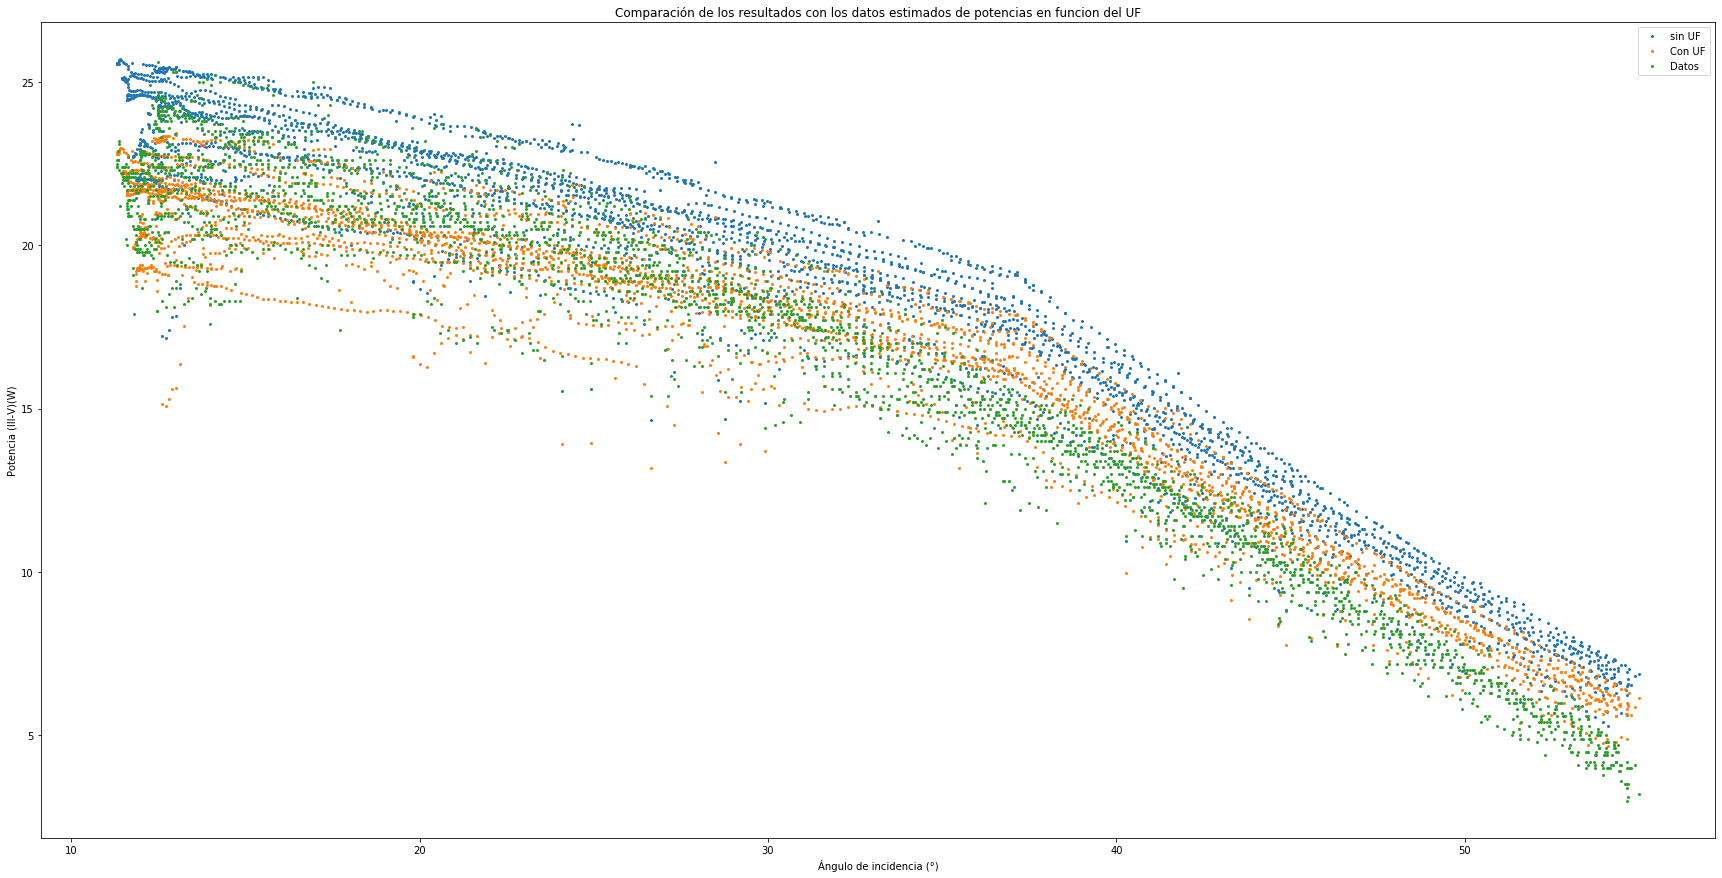 Comparación de los resultados con los datos estimados de potencias en funcion del UF
sin UF
Con UF
Datos
25
20
15
10
5
Potencia (III-V)(W)
10
20
30
40
50
Ángulo de incidencia (°)